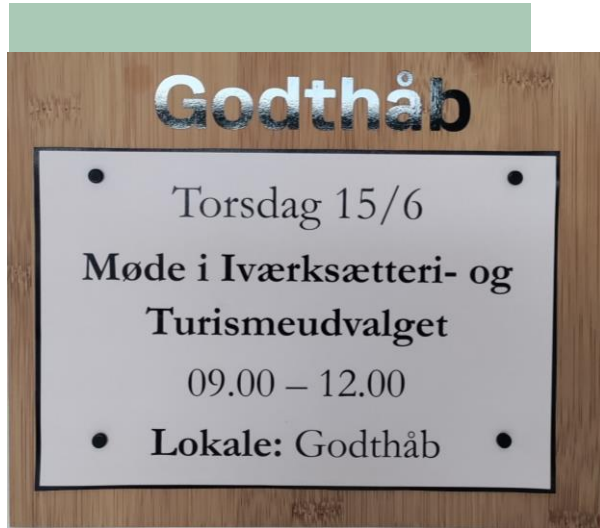 Godthåb
Torsdag 15/6
Møde i Iværksætteri- og
Turismeudvalget
09.00 – 12.00
Lokale: Godthåb